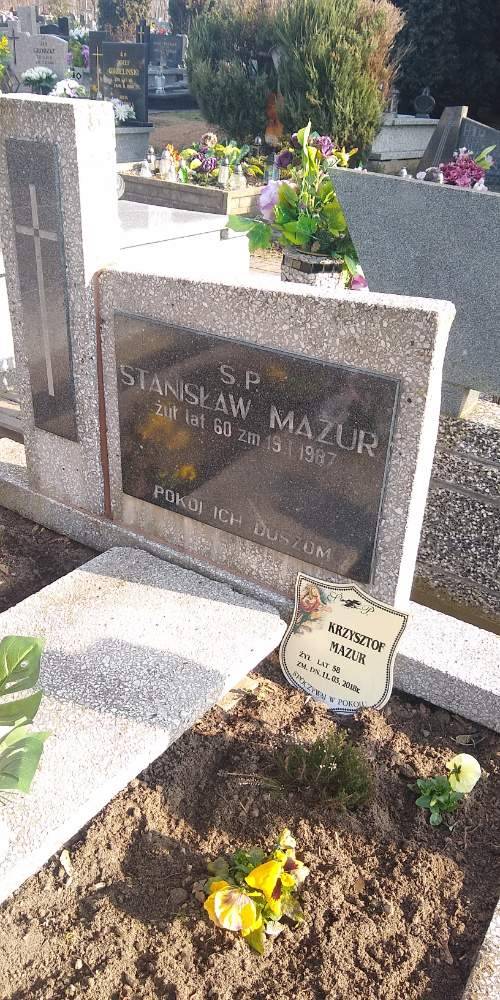 Ś.P.
STANISŁAW MAZUR
żył lat 60 zm 19 I 1987
POKÓJ ICH DUSZOM
Ś P
KRZYSZTOF
MAZUR
ŻYŁ LAT 58
ZM. DN. 11.03.2018r.
SPOCZYWAJ W POKOJU